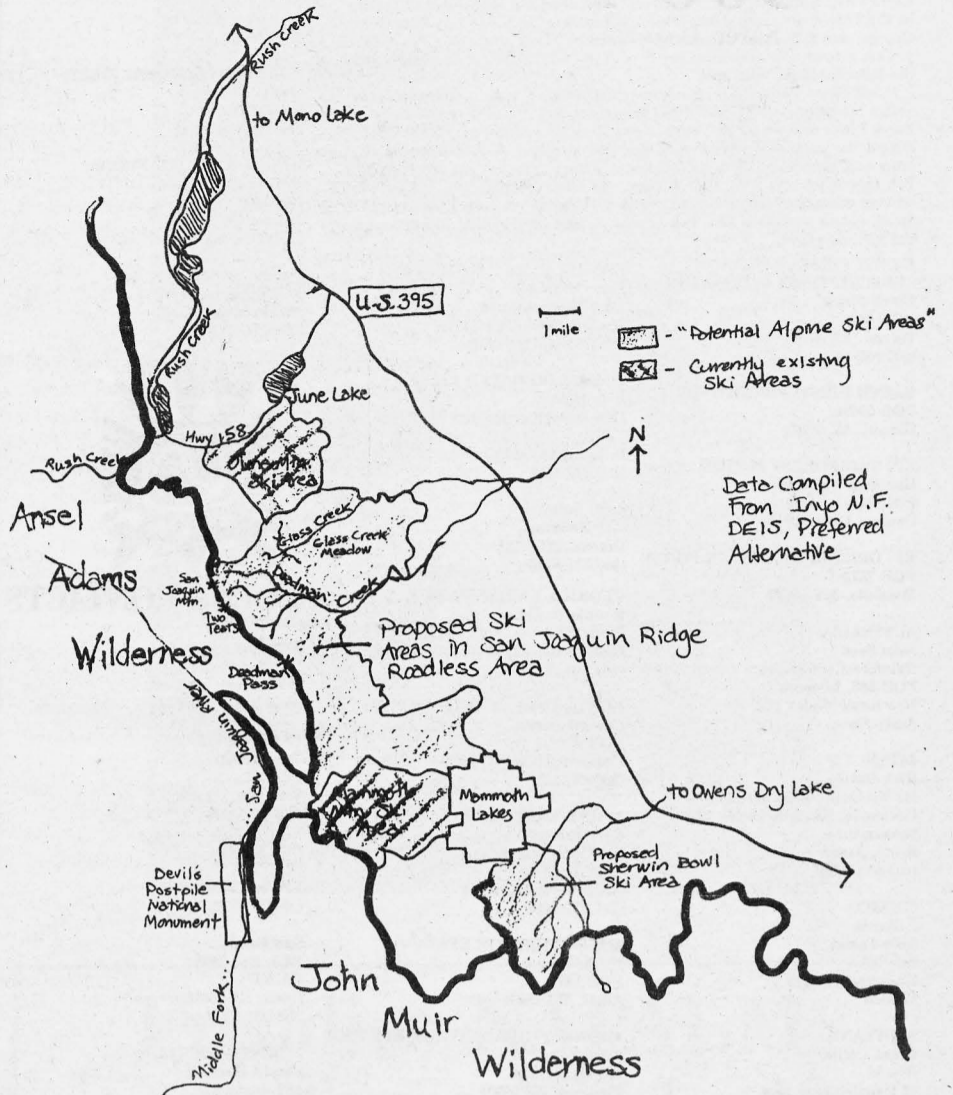 Rush Creek
to Mono Lake
U.S. 395
1 mile
- "Potential Alpine Ski Areas"
- Currently existing
Ski Areas
Rush Creek
June Lake
Hwy 158
N
Rush Creek
June Mtn.
Ski Area
Data Compiled
From Inyo N.F.
DEIS, Preferred
Alternative
Ansel
Adams
Wilderness
Glass Creek
Glass Creek
Meadow
Deadman Creek
San
Joaquin
Mtn.
Two
Teats
Proposed Ski
Areas in San Joaquin Ridge
Roadless Area
Deadman
Pass
San Joaquin River
Mammoth
Mtn. Ski
Area
Mammoth
Lakes
to Owens Dry Lake
Proposed
Sherwin Bowl
Ski Area
Devil's
Postpile
National
Monument
Middle Fork...
John
Muir
Wilderness